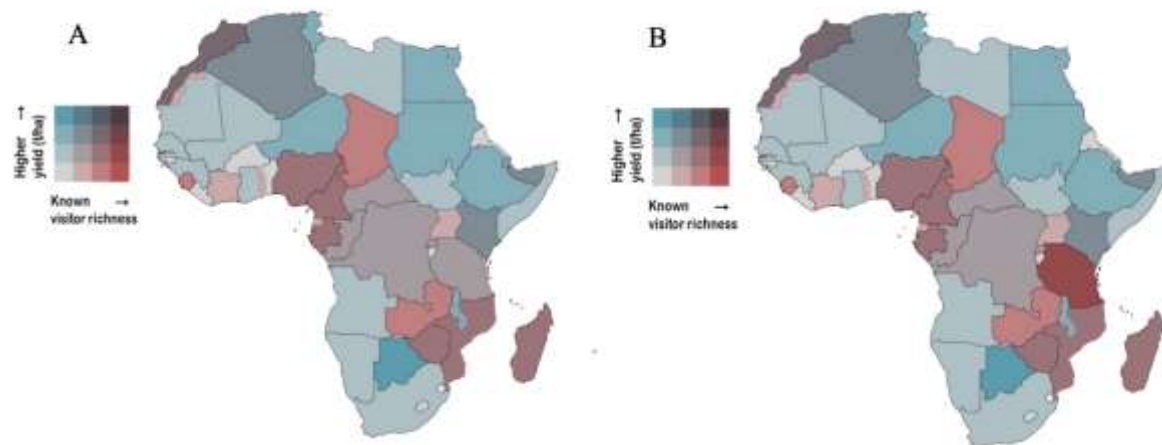 A
↑
Higher
yield (t/ha)
Known →
visitor richness
B
↑
Higher
yield (t/ha)
Known →
visitor richness